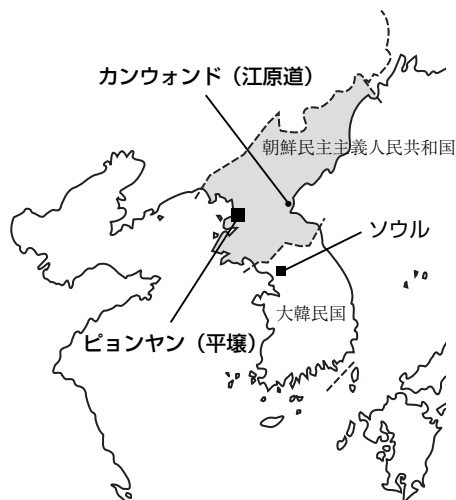 カンウォンド（江原道）
朝鮮民主主義人民共和国
ソウル
大韓民国
ピョンヤン（平壌）